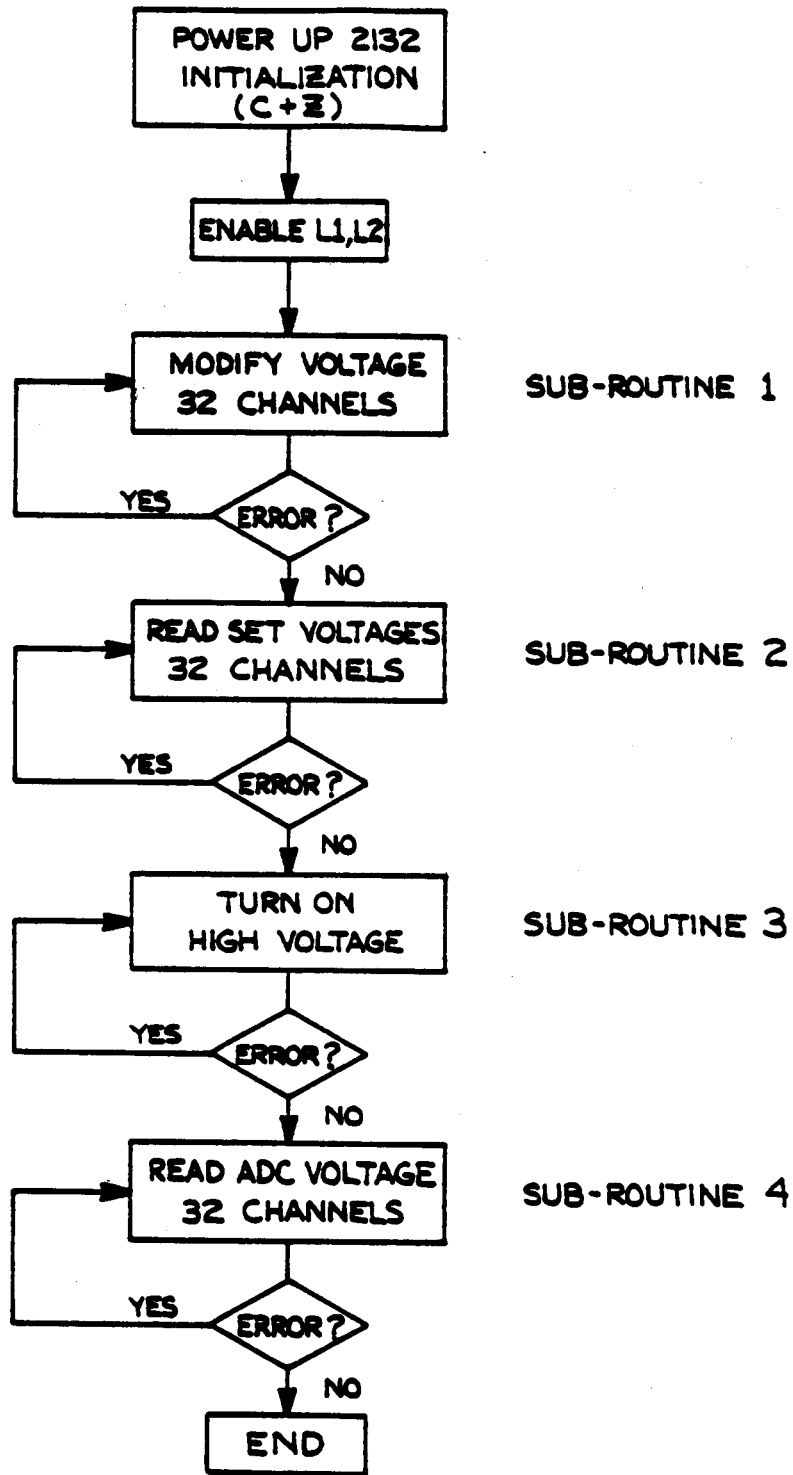 POWER UP 2132
INITIALIZATION
(C+Z)
ENABLE L1,L2
MODIFY VOLTAGE
32 CHANNELS
SUB-ROUTINE 1
YES
ERROR?
NO
READ SET VOLTAGES
32 CHANNELS
SUB-ROUTINE 2
YES
ERROR?
NO
TURN ON
HIGH VOLTAGE
SUB-ROUTINE 3
YES
ERROR?
NO
READ ADC VOLTAGE
32 CHANNELS
SUB-ROUTINE 4
YES
ERROR?
NO
END